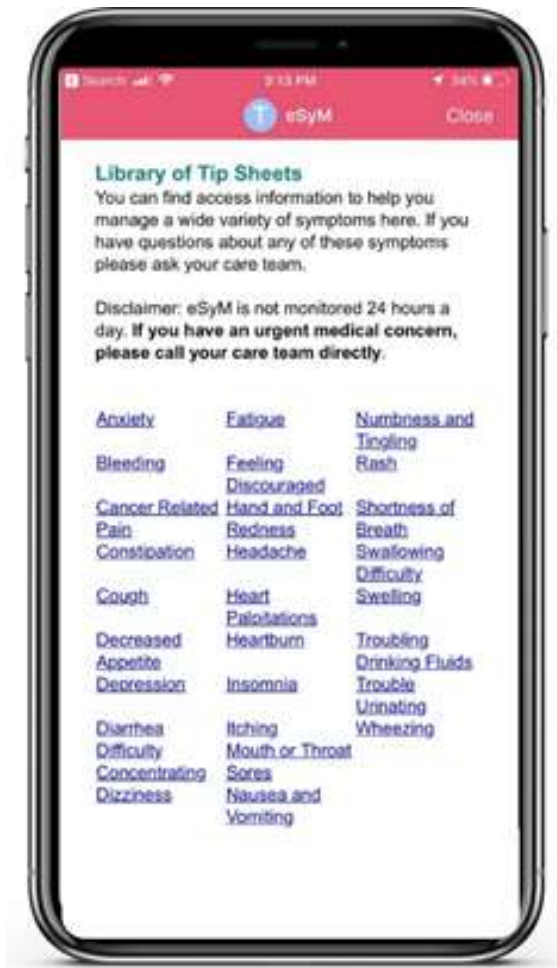 Search
3:13 PM
34%
T eSyM Close
Library of Tip Sheets
You can find access information to help you
manage a wide variety of symptoms here. If you
have questions about any of these symptoms
please ask your care team.
Disclaimer: eSyM is not monitored 24 hours a
day. If you have an urgent medical concern,
please call your care team directly.
Anxiety
Bleeding
Cancer Related
Pain
Constipation
Cough
Decreased
Appetite
Depression
Diarrhea
Difficulty
Concentrating
Dizziness
Fatigue
Feeling
Discouraged
Hand and Foot
Redness
Headache
Heart
Palpitations
Heartburn
Insomnia
Itching
Mouth or Throat
Sores
Nausea and
Vomiting
Numbness and
Tingling
Rash
Shortness of
Breath
Swallowing
Difficulty
Swelling
Troubling
Drinking Fluids
Trouble
Urinating
Wheezing